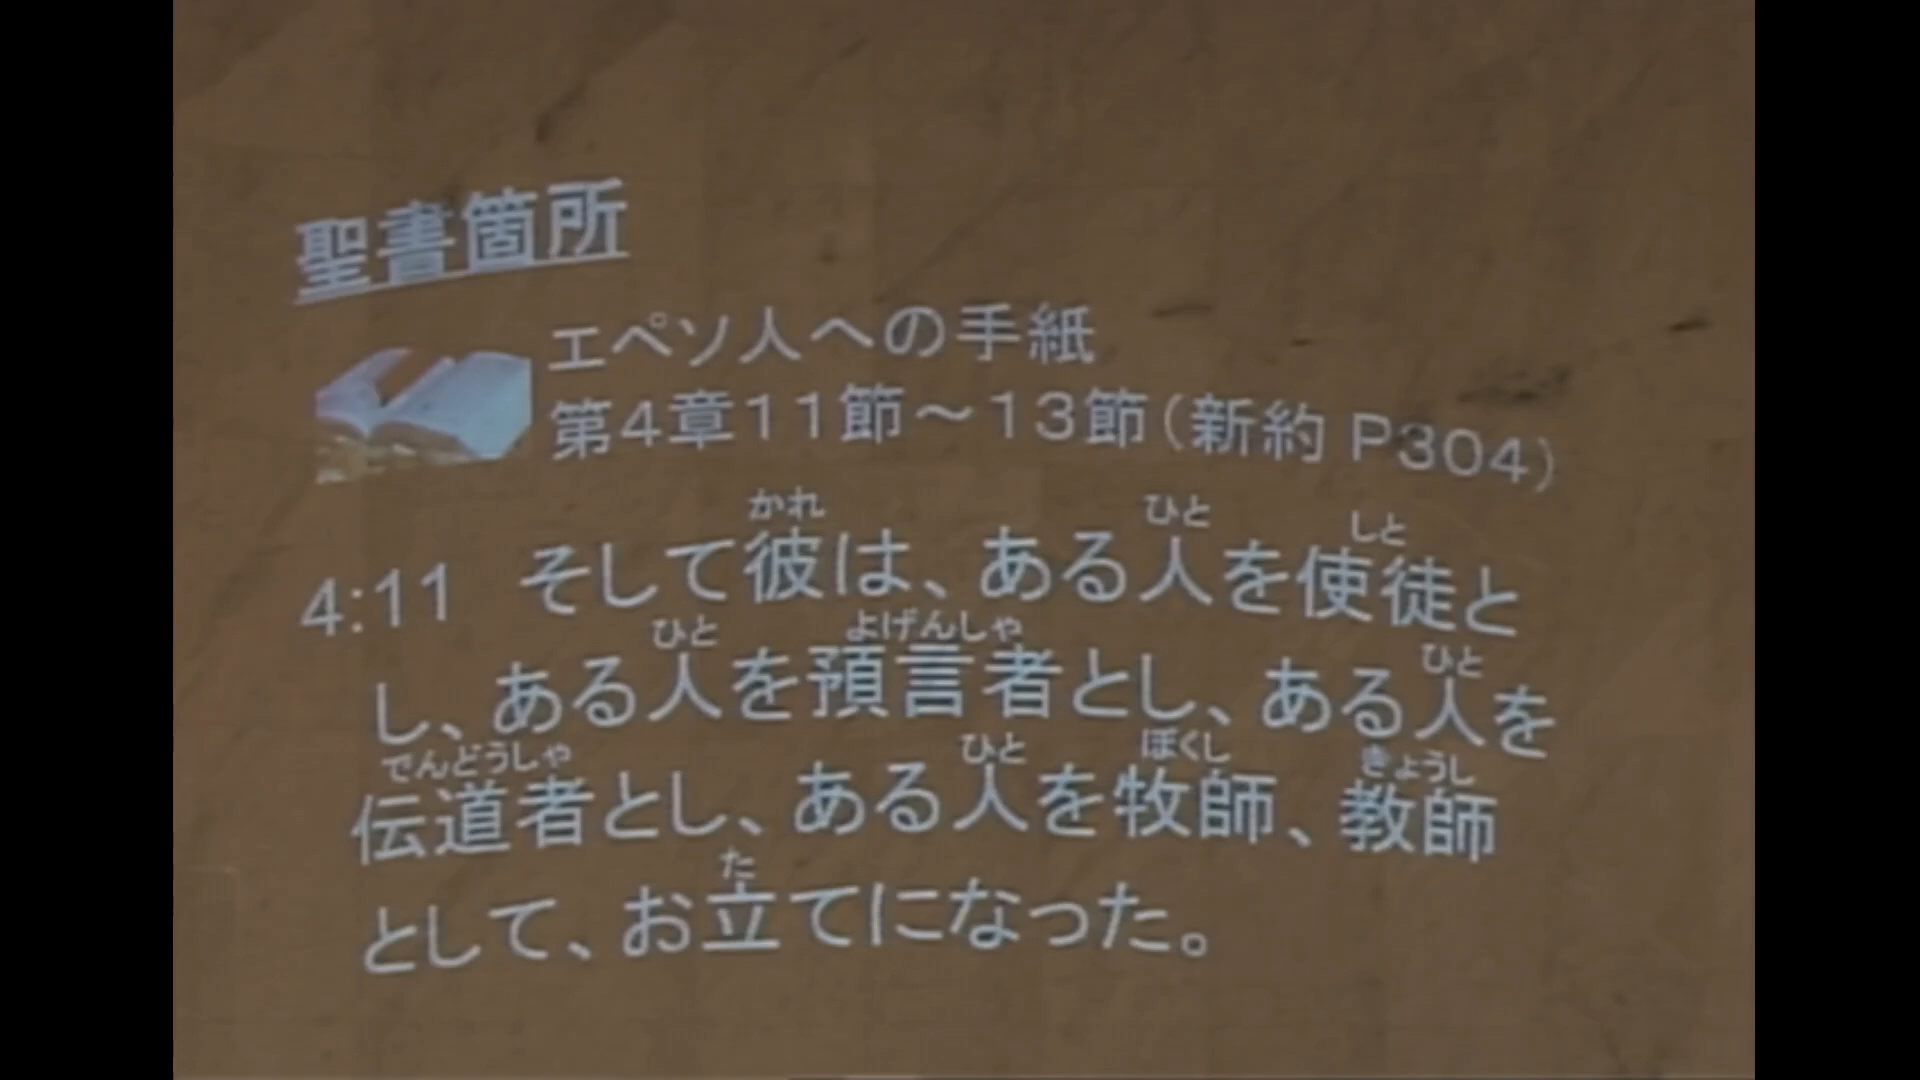 聖書箇所
エペソ人への手紙
第4章11節～13節(新約 P304)
かれ ひと しと
4:11 そして彼は、ある人を使徒と
ひと よげんしゃ ひと
し、ある人を預言者とし、ある人を
でんどうしゃ ひと ぼくし きょうし
伝道者とし、ある人を牧師、教師
た
として、お立てになった。